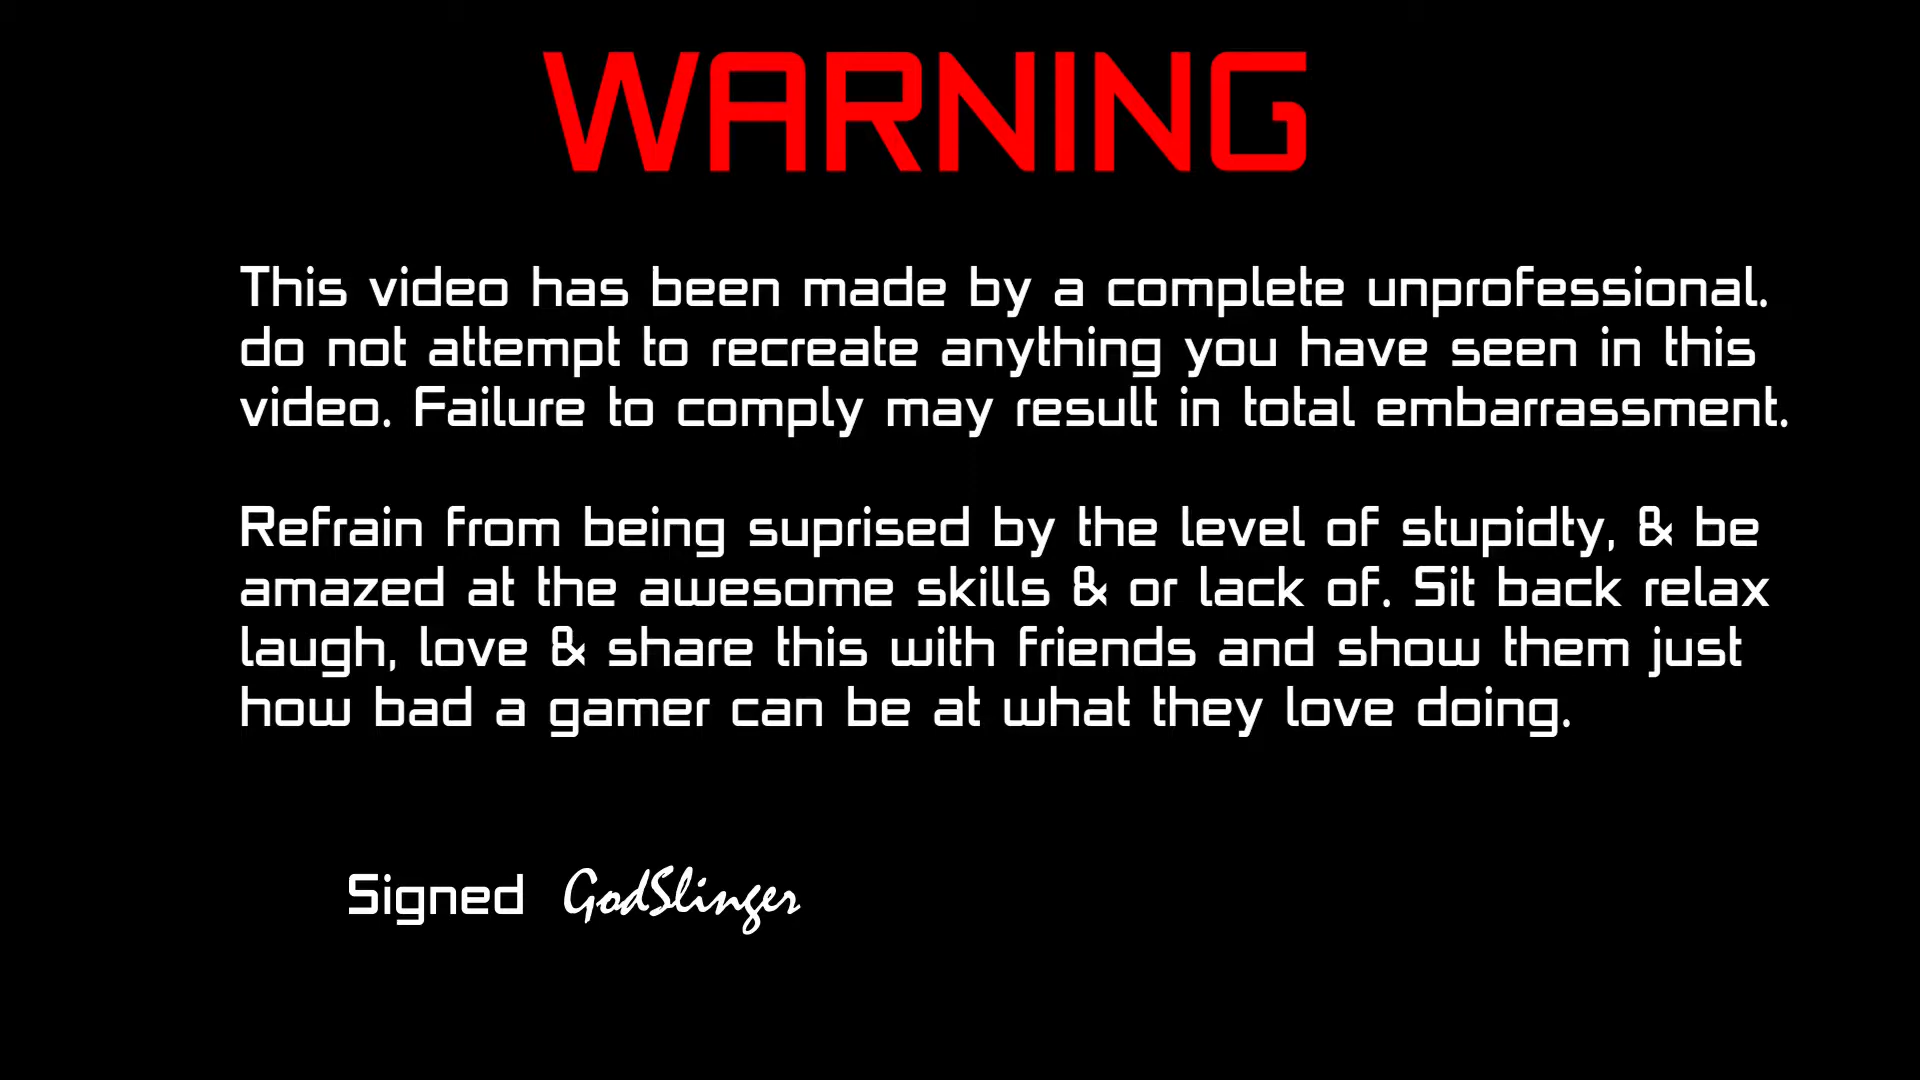 WARNING
This video has been made by a complete unprofessional.
do not attempt to recreate anything you have seen in this
video. Failure to comply may result in total embarrassment.
Refrain from being suprised by the level of stupidty, & be
amazed at the awesome skills & or lack of. Sit back relax
laugh, love & share this with friends and show them just
how bad a gamer can be at what they love doing.
Signed GodSlinger